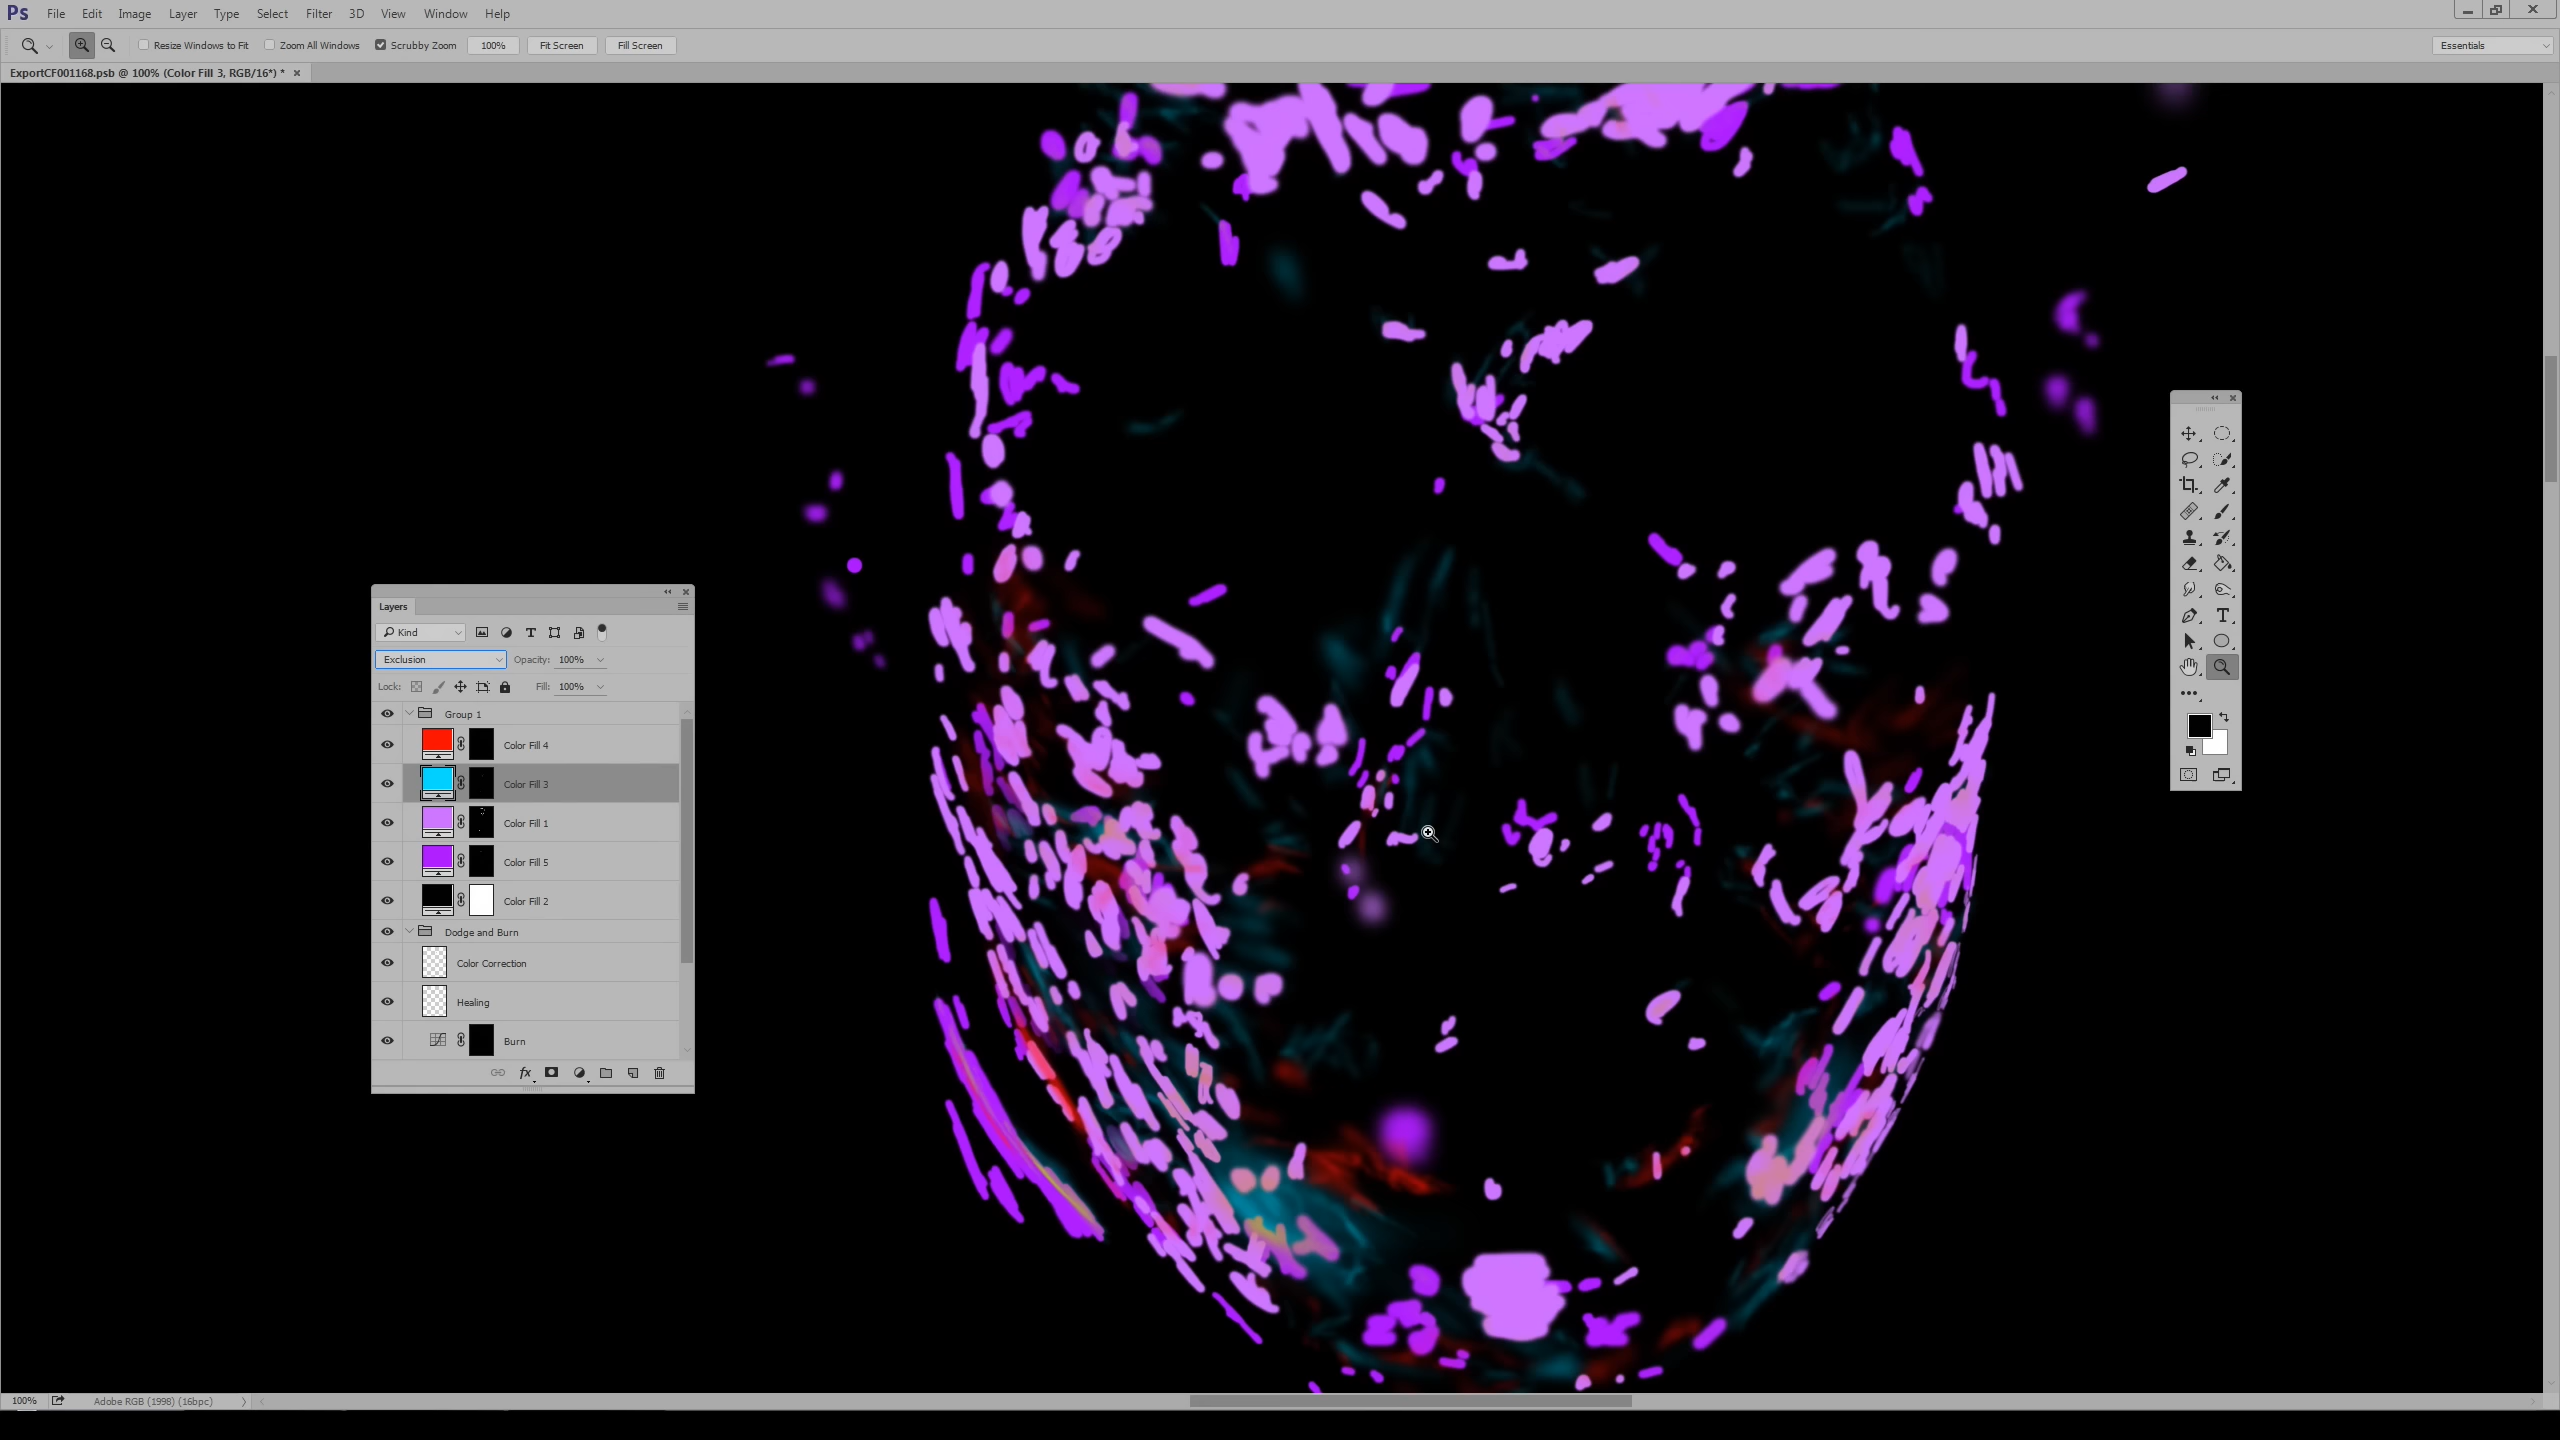 Ps File Edit Image Layer Type Select Filter 3D View Window Help
Resize Windows to Fit Zoom All Windows Scrubby Zoom 100% Fit Screen Fill Screen Essentials
ExportCF001168.psb @ 100% (Color Fill 3, RGB/16*) *
Layers
Kind
Exclusion Opacity: 100%
Lock: Fill: 100%
Group 1
Color Fill 4
Color Fill 3
Color Fill 1
Color Fill 5
Color Fill 2
Dodge and Burn
Color Correction
Healing
Burn
fx
100% Adobe RGB (1998) (16bpc)